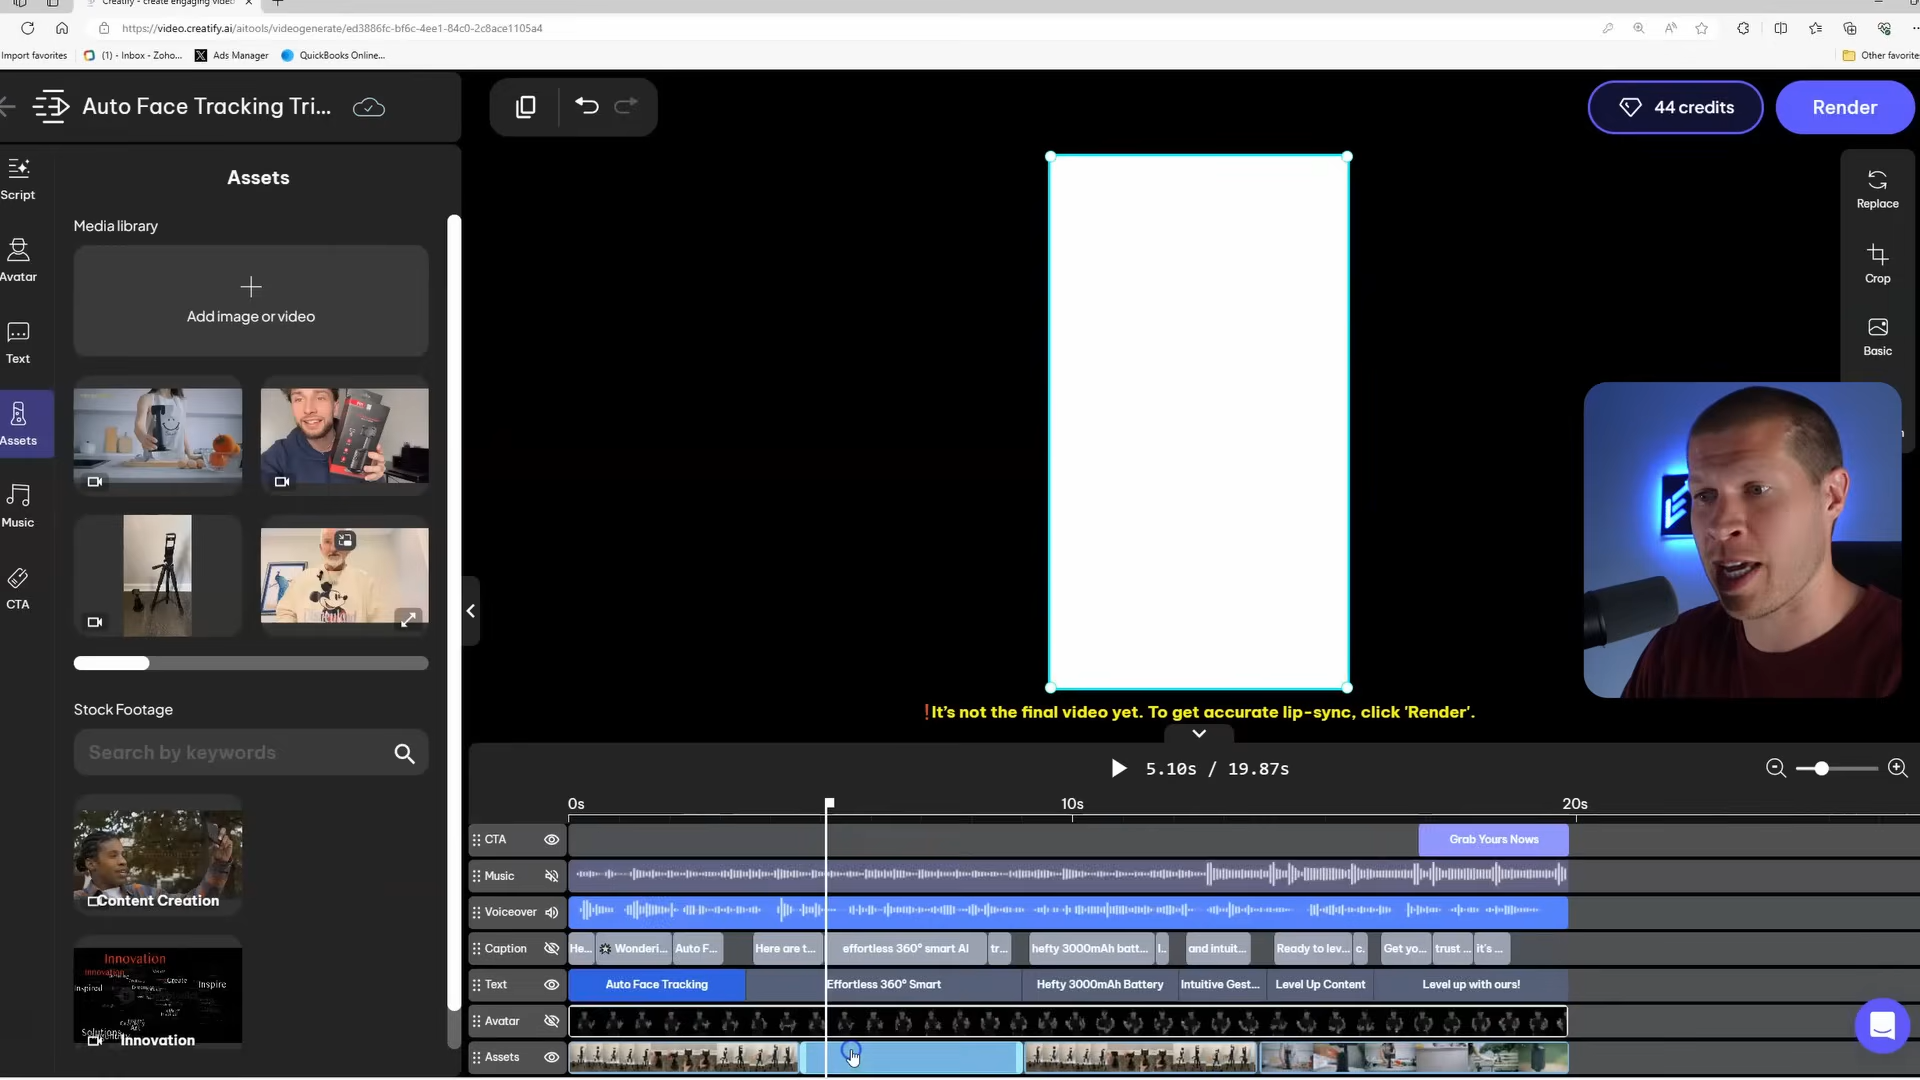 Creatify - create engaging video
https://video.creatify.ai/aitools/videogenerate/ed3886fc-bf6c-4ee1-84c0-2c8ace1105a4
Import favorites
(1) - Inbox - Zoho...
Ads Manager
QuickBooks Online...
Other favorite
Auto Face Tracking Tri...
44 credits
Render
Script
Avatar
Text
Assets
Music
CTA
Assets
Media library
Add image or video
Stock Footage
Search by keywords
Content Creation
Innovation
innovation
Create
Inspired
Inspire
Solutions
Innovation
Replace
Crop
Basic
!It's not the final video yet. To get accurate lip-sync, click 'Render'.
5.10s / 19.87s
0s
10s
20s
CTA
Grab Yours Nows
Music
Voiceover
Caption
He...
Wonderi...
Auto F...
Here are t...
effortless 360° smart AI
tr...
hefty 3000mAh batt...
and intuit...
Ready to lev...
c.
Get yo...
trust ...
it's ...
Text
Auto Face Tracking
Effortless 360° Smart
Hefty 3000mAh Battery
Intuitive Gest...
Level Up Content
Level up with ours!
Avatar
Assets